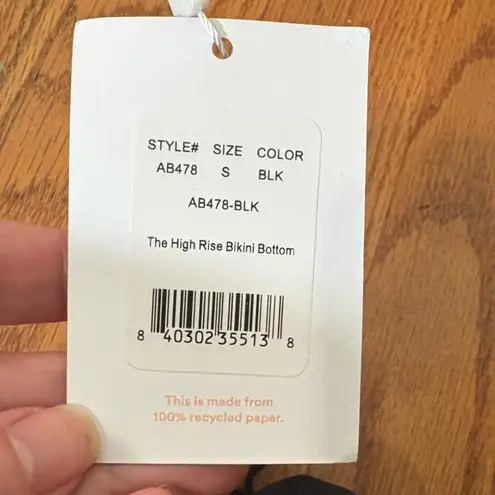 STYLE# SIZE COLOR
AB478 S BLK
AB478-BLK
The High Rise Bikini Bottom
8 40302 35513 8
This is made from
100% recycled paper.